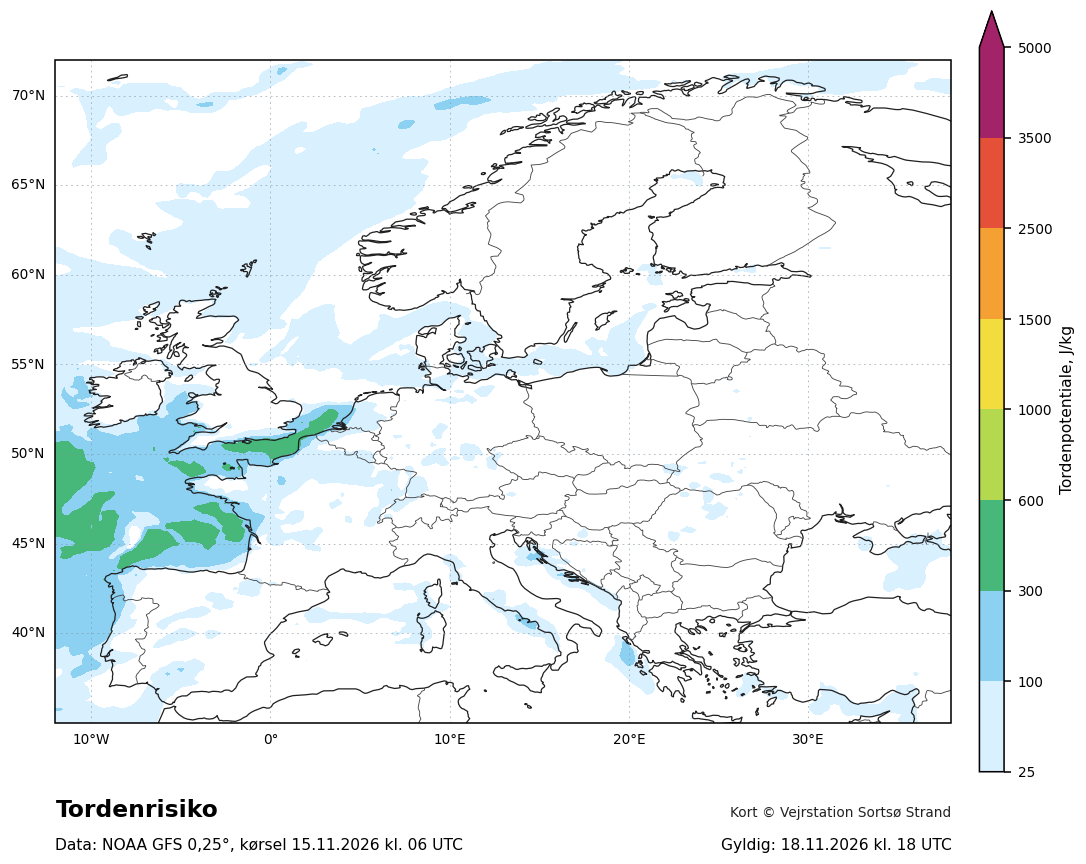 70°N
65°N
60°N
55°N
50°N
45°N
40°N
10°W
0°
10°E
20°E
30°E
5000
3500
2500
1500
1000
600
300
100
25
Tordenpotentiale, J/kg
Tordenrisiko
Kort © Vejrstation Sortsø Strand
Data: NOAA GFS 0,25°, kørsel 15.11.2026 kl. 06 UTC
Gyldig: 18.11.2026 kl. 18 UTC